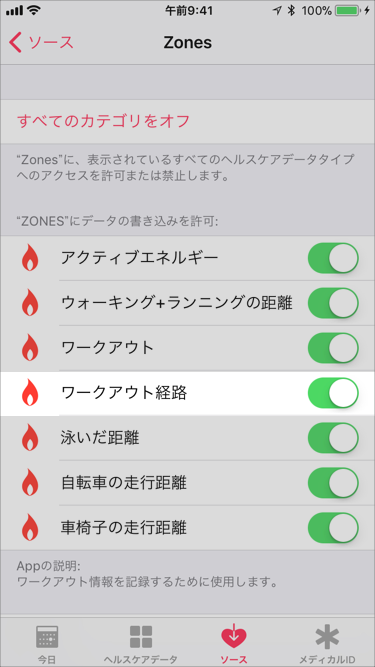 午前9:41
100%
ソース
Zones
すべてのカテゴリをオフ
“Zones”に、表示されているすべてのヘルスケアデータタイプ
へのアクセスを許可または禁止します。
“ZONES”にデータの書き込みを許可:
アクティブエネルギー
ウォーキング+ランニングの距離
ワークアウト
ワークアウト経路
泳いだ距離
自転車の走行距離
車椅子の走行距離
Appの説明:
ワークアウト情報を記録するために使用します。
今日
ヘルスケアデータ
ソース
メディカルID